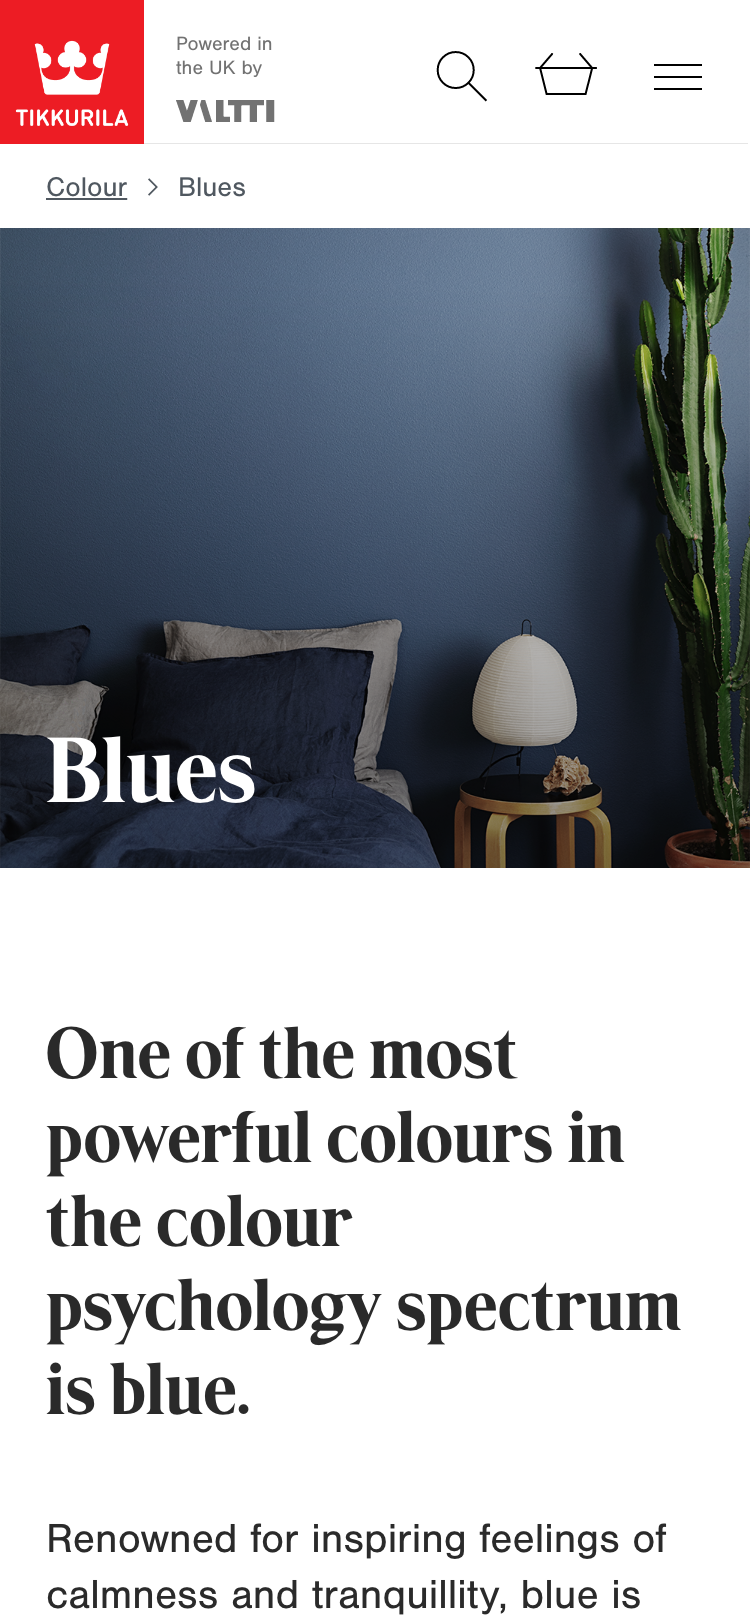 TIKKURILA
Powered in
the UK by
VALTTI
Colour > Blues
Blues
One of the most
powerful colours in
the colour
psychology spectrum
is blue.
Renowned for inspiring feelings of
calmness and tranquillity, blue is